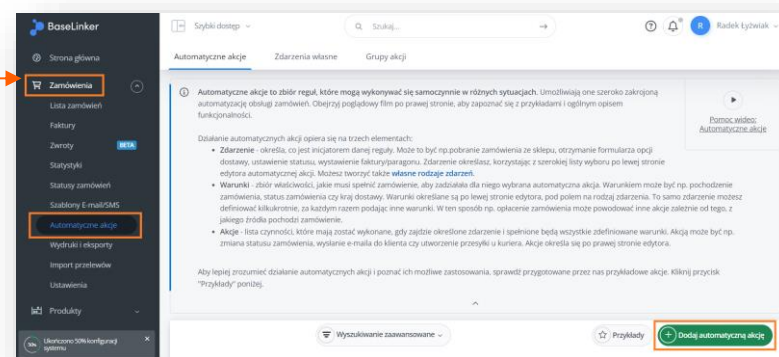 BaseLinker
Szybki dostęp
Szukaj...
Radek Łyżwiak
Strona główna
Zamówienia
Lista zamówień
Faktury
Zwroty
BETA
Statystyki
Statusy zamówień
Szablony E-mail/SMS
Automatyczne akcje
Wydruki i eksporty
Import przelewów
Ustawienia
Produkty
50%
Ukończono 50% konfiguracji
systemu
Automatyczne akcje
Zdarzenia własne
Grupy akcji
Automatyczne akcje to zbiór reguł, które mogą wykonywać się samoczynnie w różnych sytuacjach. Umożliwiają one szeroko zakrojoną
automatyzację obsługi zamówień. Obejrzyj poglądowy film po prawej stronie, aby zapoznać się z przykładami i ogólnym opisem
funkcjonalności.
Działanie automatycznych akcji opiera się na trzech elementach:
• Zdarzenie - określa, co jest inicjatorem danej reguły. Może to być np.pobranie zamówienia ze sklepu, otrzymanie formularza opcji
dostawy, ustawienie statusu, wystawienie faktury/paragonu. Zdarzenie określasz, korzystając z szerokiej listy wyboru po lewej stronie
edytora automatycznej akcji. Możesz tworzyć także własne rodzaje zdarzeń.
• Warunki - zbiór właściwości, jakie musi spełnić zamówienie, aby zadziałała dla niego wybrana automatyczna akcja. Warunkiem może być np. pochodzenie
zamówienia, status zamówienia czy kraj dostawy. Warunki określane są po lewej stronie edytora, pod polem na rodzaj zdarzenia. To samo zdarzenie możesz
definiować kilkukrotnie, za każdym razem podając inne warunki. W ten sposób np. opłacenie zamówienia może powodować inne akcje zależnie od tego, z
jakiego źródła pochodzi zamówienie.
• Akcje - lista czynności, które mają zostać wykonane, gdy zajdzie określone zdarzenie i spełnione będą wszystkie zdefiniowane warunki. Akcją może być np.
zmiana statusu zamówienia, wysłanie e-maila do klienta czy utworzenie przesyłki u kuriera. Akcje określa się po prawej stronie edytora.
Aby lepiej zrozumieć działanie automatycznych akcji i poznać ich możliwe zastosowania, sprawdź przygotowane przez nas przykładowe akcje. Kliknij przycisk
"Przykłady" poniżej.
Pomoc wideo:
Automatyczne akcje
Wyszukiwanie zaawansowane
Przykłady
Dodaj automatyczną akcję